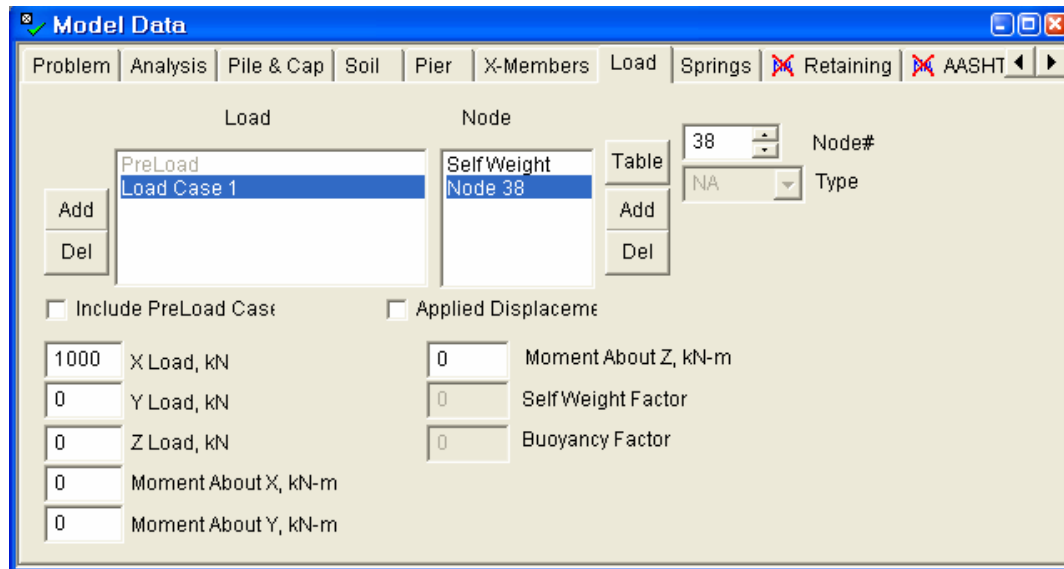 Model Data
Problem Analysis Pile & Cap Soil Pier X-Members Load Springs Retaining AASHT
Load Node
38 Node#
PreLoad Self Weight Table
Load Case 1 Node 38 NA Type
Add Add
Del Del
Include PreLoad Case Applied Displaceme
1000 X Load, kN 0 Moment About Z, kN-m
0 Y Load, kN 0 Self Weight Factor
0 Z Load, kN 0 Buoyancy Factor
0 Moment About X, kN-m
0 Moment About Y, kN-m